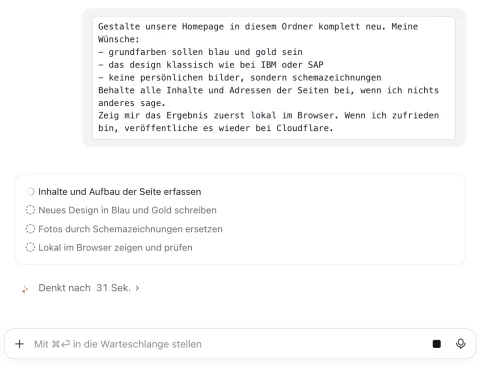 Gestalte unsere Homepage in diesem Ordner komplett neu. Meine
Wünsche:
- grundfarben sollen blau und gold sein
- das design klassisch wie bei IBM oder SAP
- keine persönlichen bilder, sondern schemazeichnungen
Behalte alle Inhalte und Adressen der Seiten bei, wenn ich nichts
anderes sage.
Zeig mir das Ergebnis zuerst lokal im Browser. Wenn ich zufrieden
bin, veröffentliche es wieder bei Cloudflare.
Inhalte und Aufbau der Seite erfassen
Neues Design in Blau und Gold schreiben
Fotos durch Schemazeichnungen ersetzen
Lokal im Browser zeigen und prüfen
Denkt nach 31 Sek. ›
Mit ⌘⏎ in die Warteschlange stellen